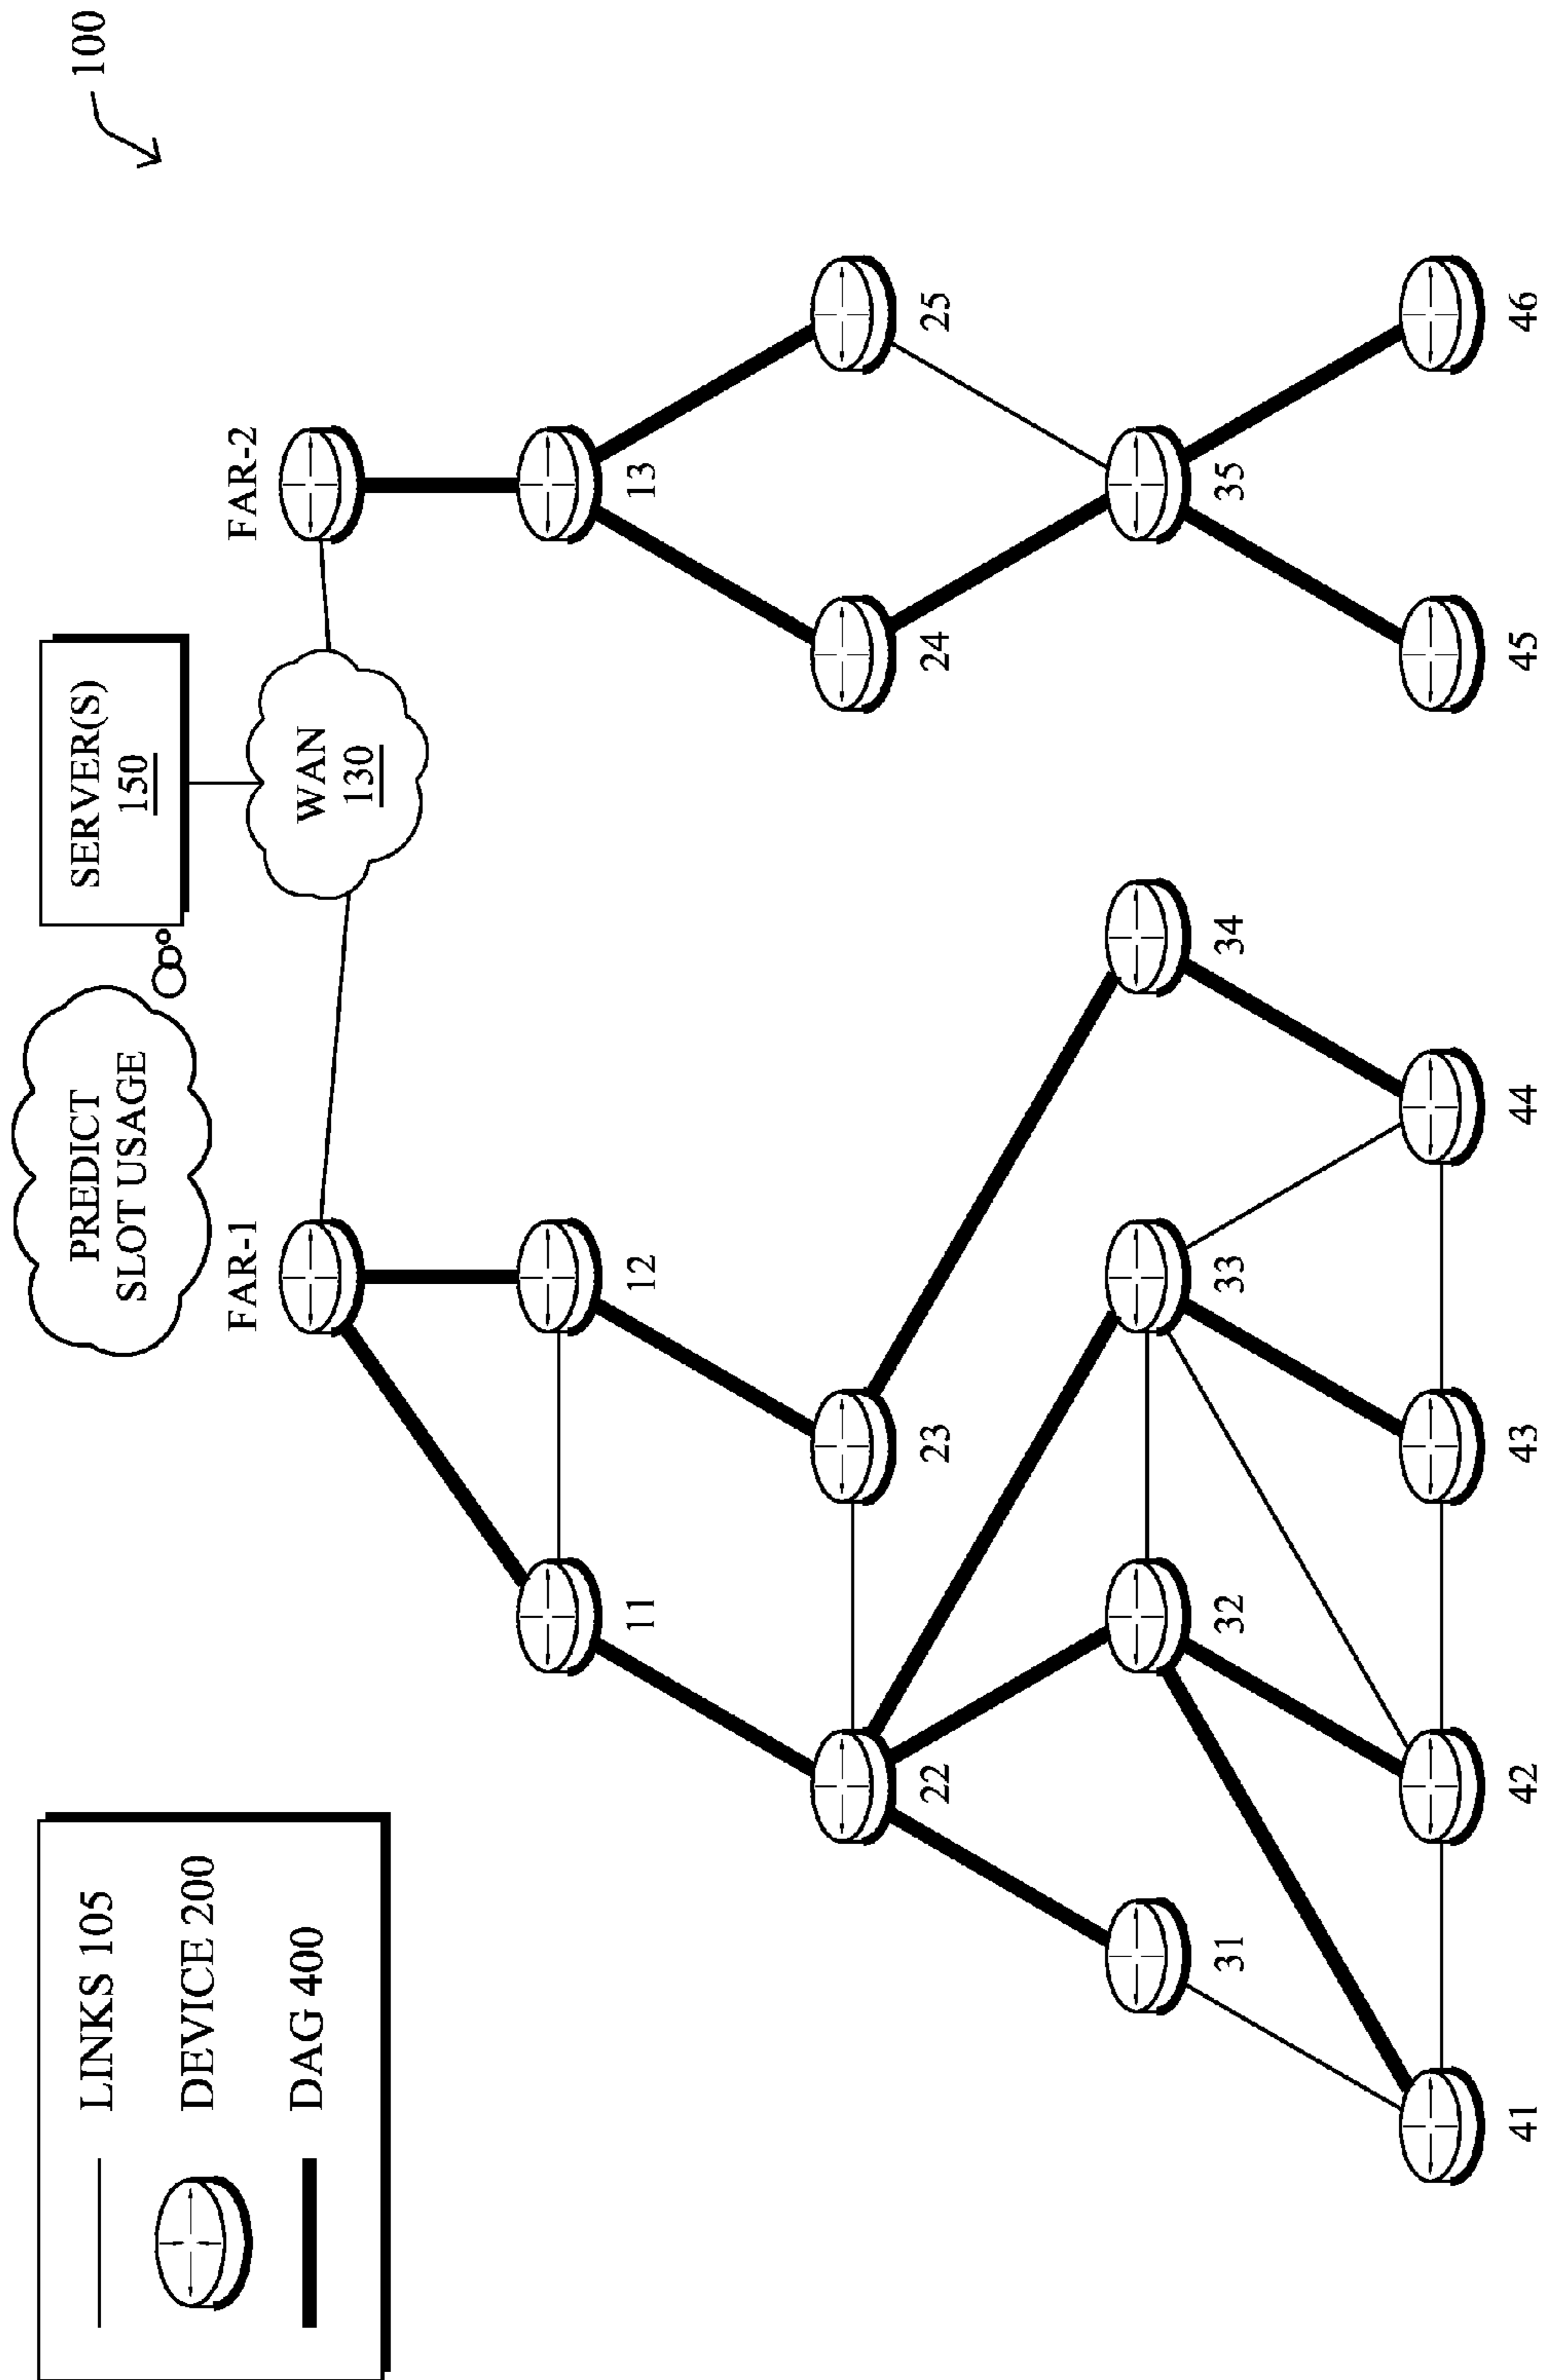 LINKS 105
DEVICE 200
DAG 400
100
PREDICT
SLOT USAGE
SERVER(S)
150
WAN
130
FAR-1
FAR-2
11
12
13
22
23
24
25
31
32
33
34
35
41
42
43
44
45
46